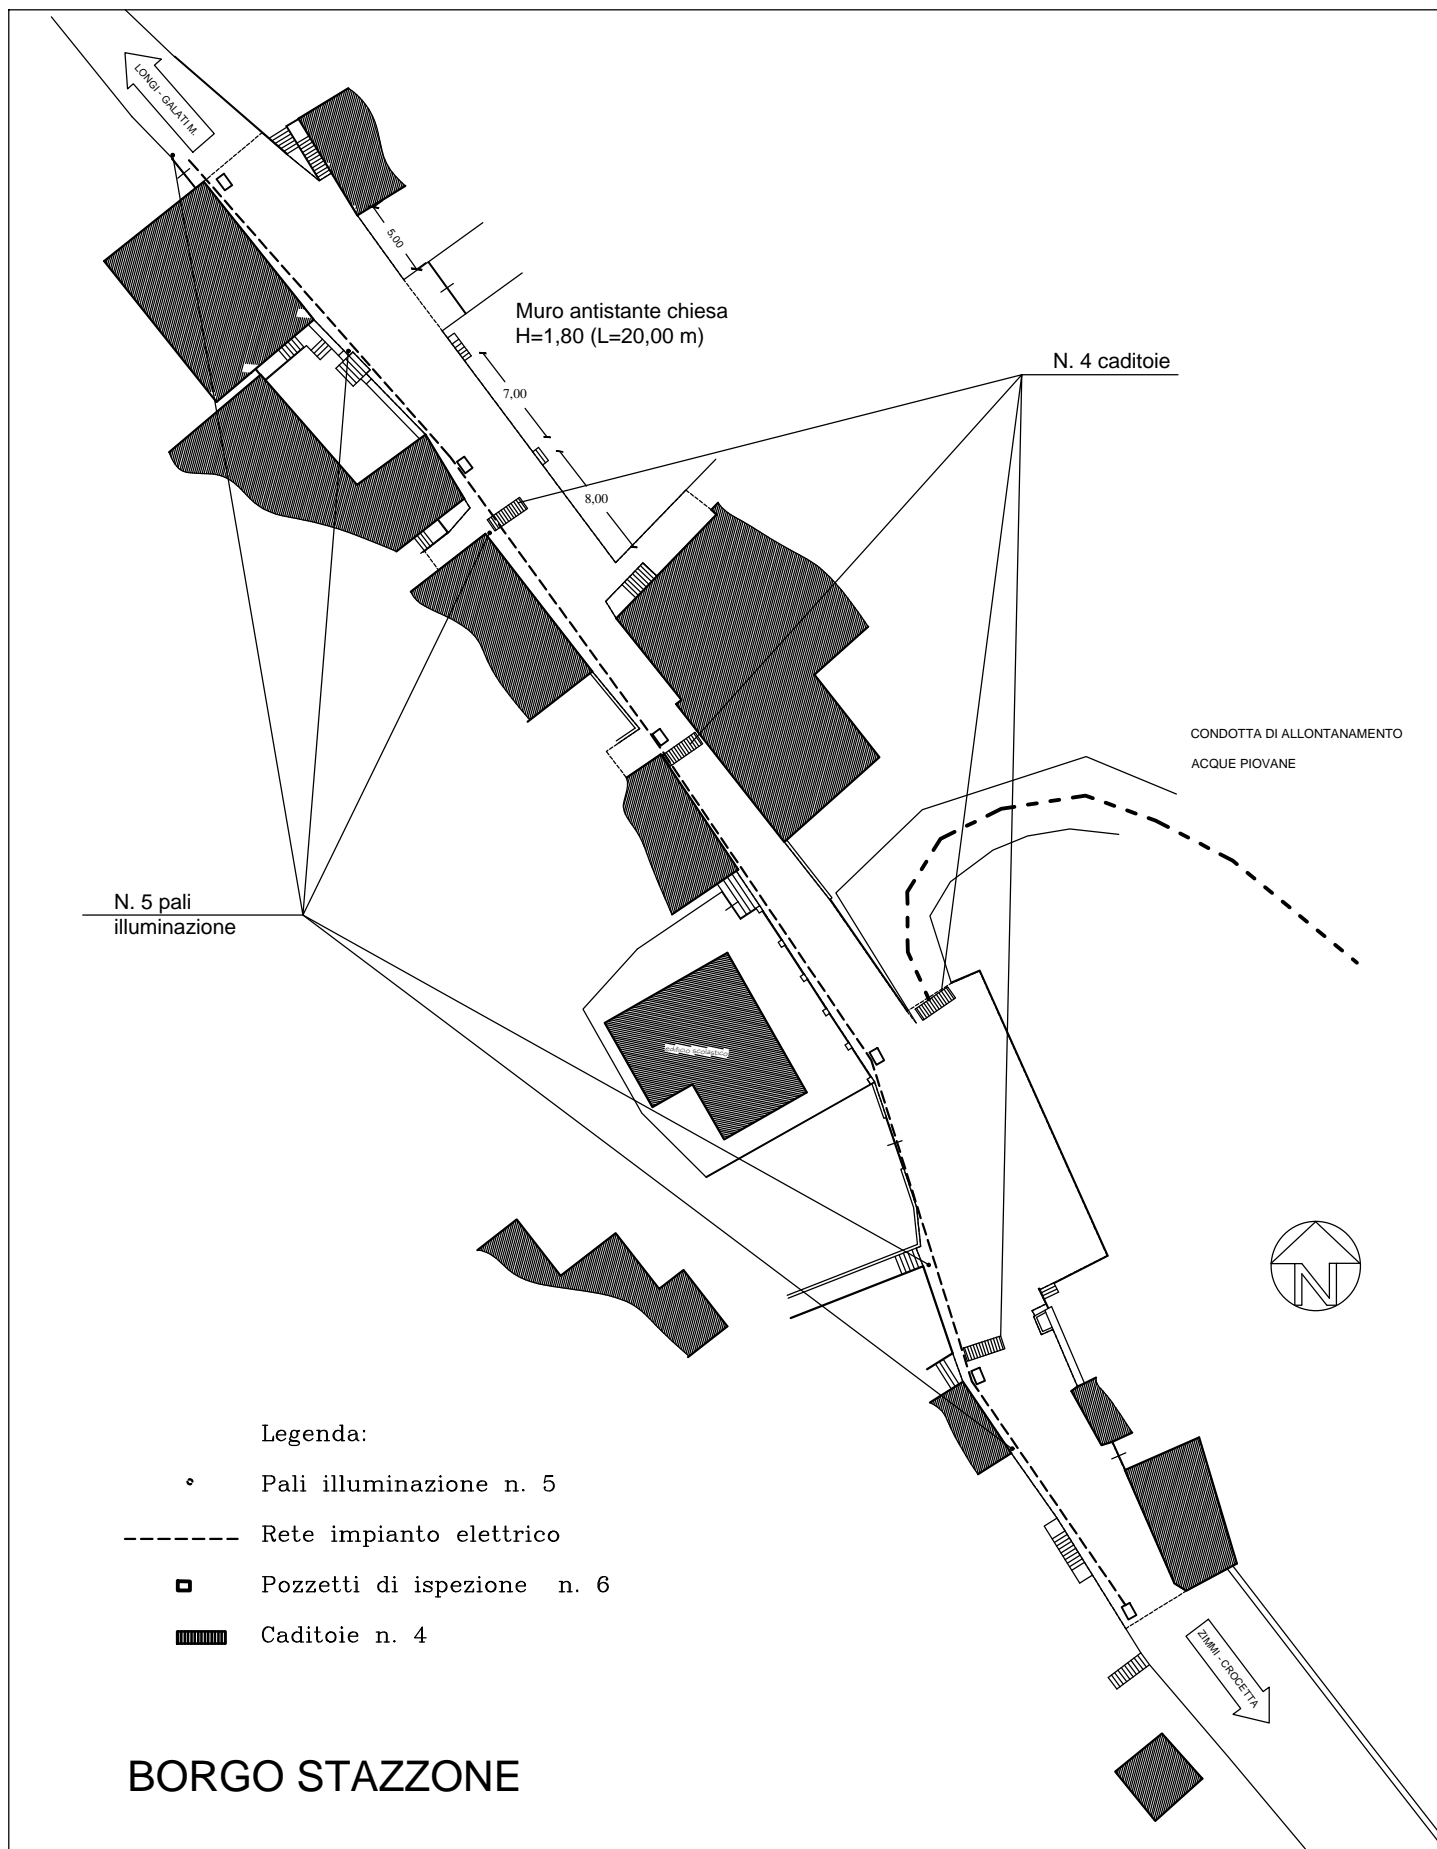 LONGI - GALATI M.
5,00
Muro antistante chiesa
H=1,80 (L=20,00 m)
N. 4 caditoie
7,00
8,00
CONDOTTA DI ALLONTANAMENTO
ACQUE PIOVANE
N. 5 pali
illuminazione
edificio scolastico
N
Legenda:
Pali illuminazione n. 5
Rete impianto elettrico
Pozzetti di ispezione n. 6
Caditoie n. 4
ZIMMI - CROCETTA
BORGO STAZZONE